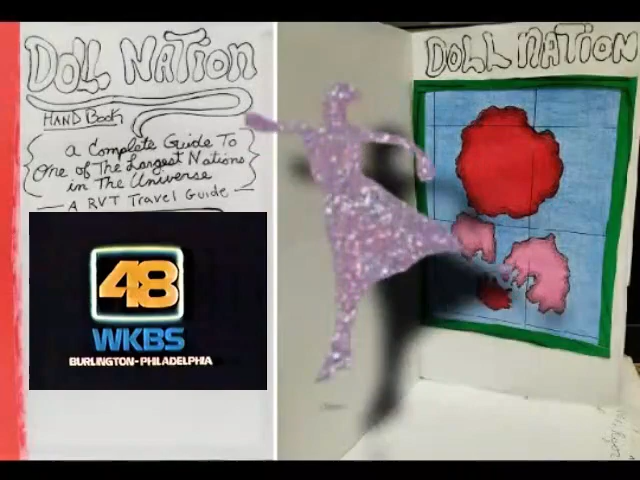 DOLL NATION
HAND Book
A Complete Guide To
One of The Largest Nations
in The Universe
A RVT Travel Guide
48
WKBS
BURLINGTON-PHILADELPHIA
DOLL NATION